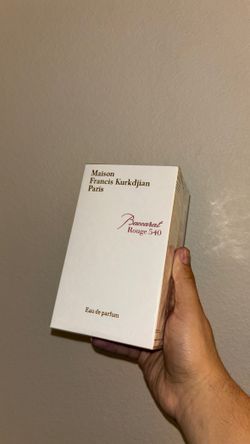 Maison
Francis Kurkdjian
Paris
Baccarat
Rouge 540
Eau de parfum